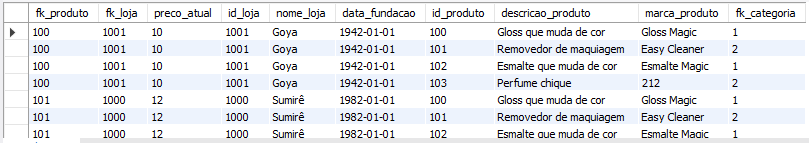 fk_produto fk_loja preco_atual id_loja nome_loja data_fundacao id_produto descricao_produto marca_produto fk_categoria
100 1001 10 1001 Goya 1942-01-01 100 Gloss que muda de cor Gloss Magic 1
100 1001 10 1001 Goya 1942-01-01 101 Removedor de maquiagem Easy Cleaner 2
100 1001 10 1001 Goya 1942-01-01 102 Esmalte que muda de cor Esmalte Magic 1
100 1001 10 1001 Goya 1942-01-01 103 Perfume chique 212 2
101 1000 12 1000 Sumirê 1982-01-01 100 Gloss que muda de cor Gloss Magic 1
101 1000 12 1000 Sumirê 1982-01-01 101 Removedor de maquiagem Easy Cleaner 2
101 1000 12 1000 Sumirê 1982-01-01 102 Esmalte que muda de cor Esmalte Magic 1